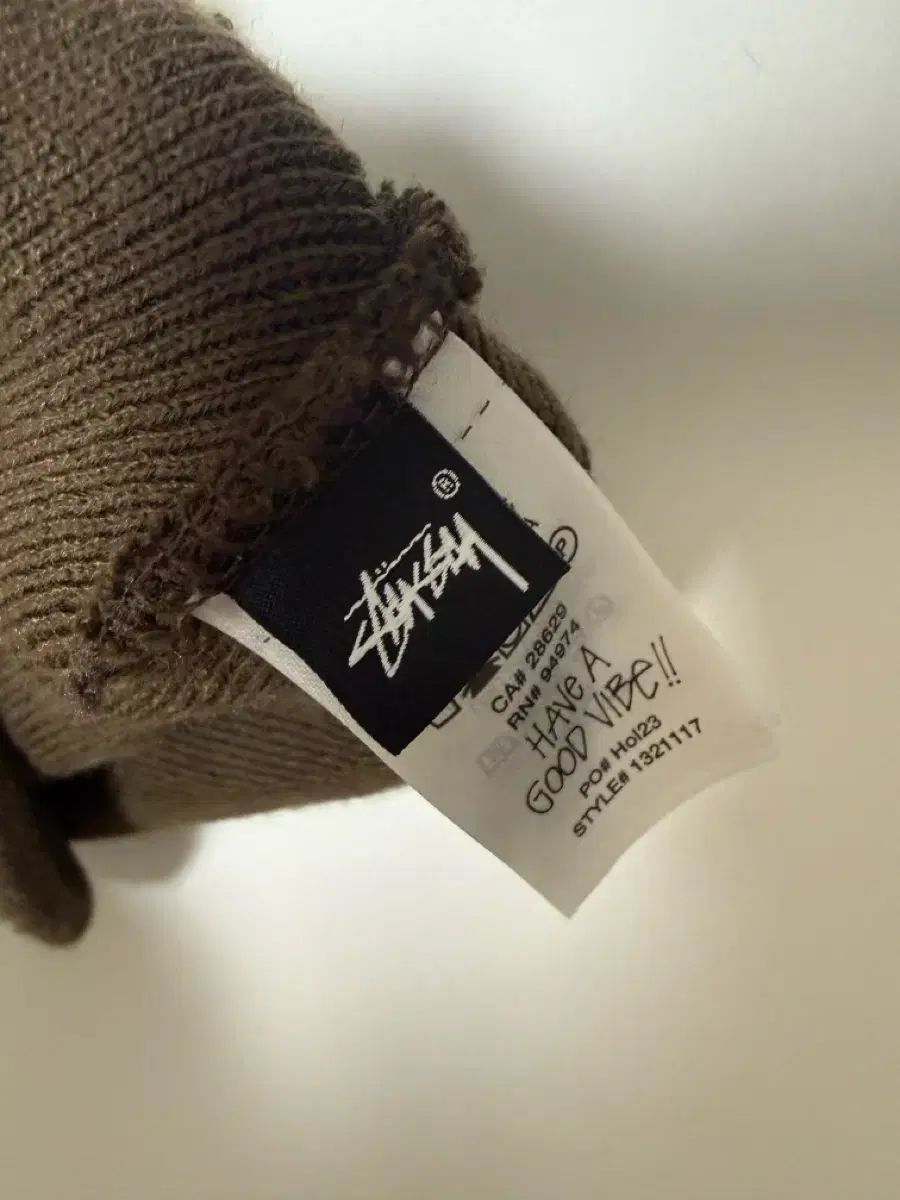 ®
Stüssy
P
CA# 28629
RN# 94974
HAVE A
GOOD VIBE!!
PO# Hol23
STYLE# 1321117